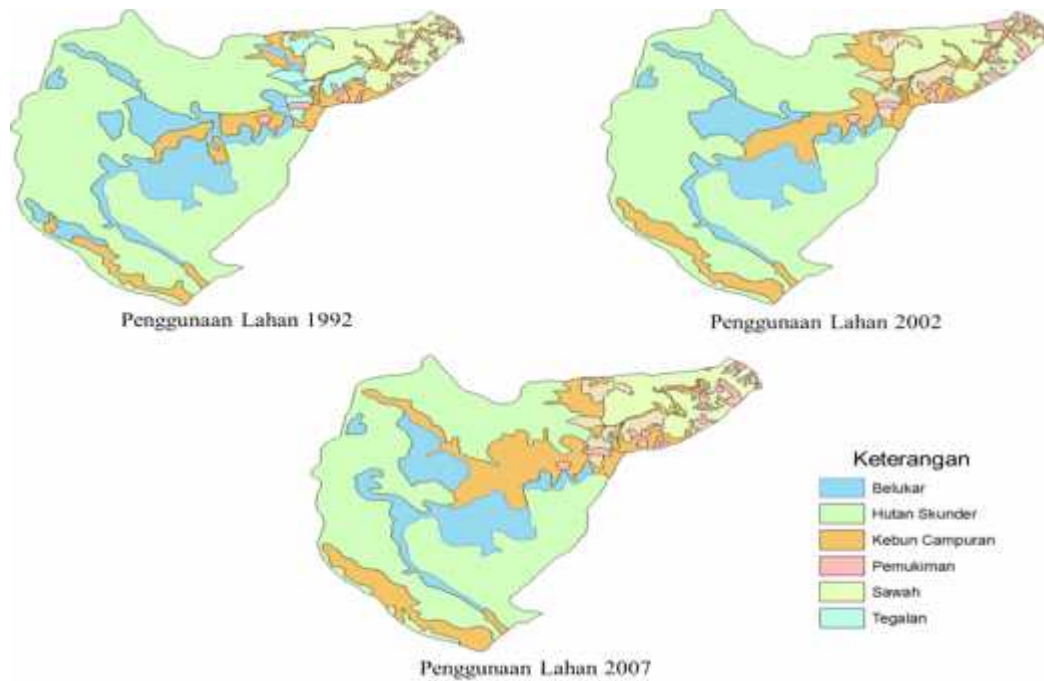 Penggunaan Lahan 1992
Penggunaan Lahan 2002
Penggunaan Lahan 2007
Keterangan
Belukar
Hutan Skunder
Kebun Campuran
Pemukiman
Sawah
Tegalan